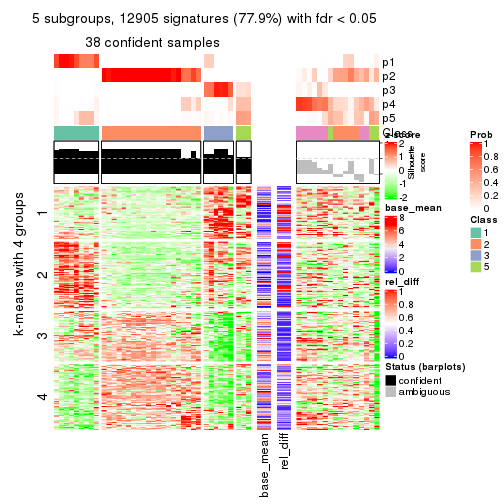 5 subgroups, 12905 signatures (77.9%) with fdr < 0.05
38 confident samples
p1
p2
p3
p4
p5
Class
Silhouette
score
1
2
3
4
k-means with 4 groups
base_mean
rel_diff
z-score
2
1
0
-1
-2
base_mean
8
6
4
2
0
rel_diff
1
0.8
0.6
0.4
0.2
0
Status (barplots)
confident
ambiguous
Prob
1
0.8
0.6
0.4
0.2
0
Class
1
2
3
4
5